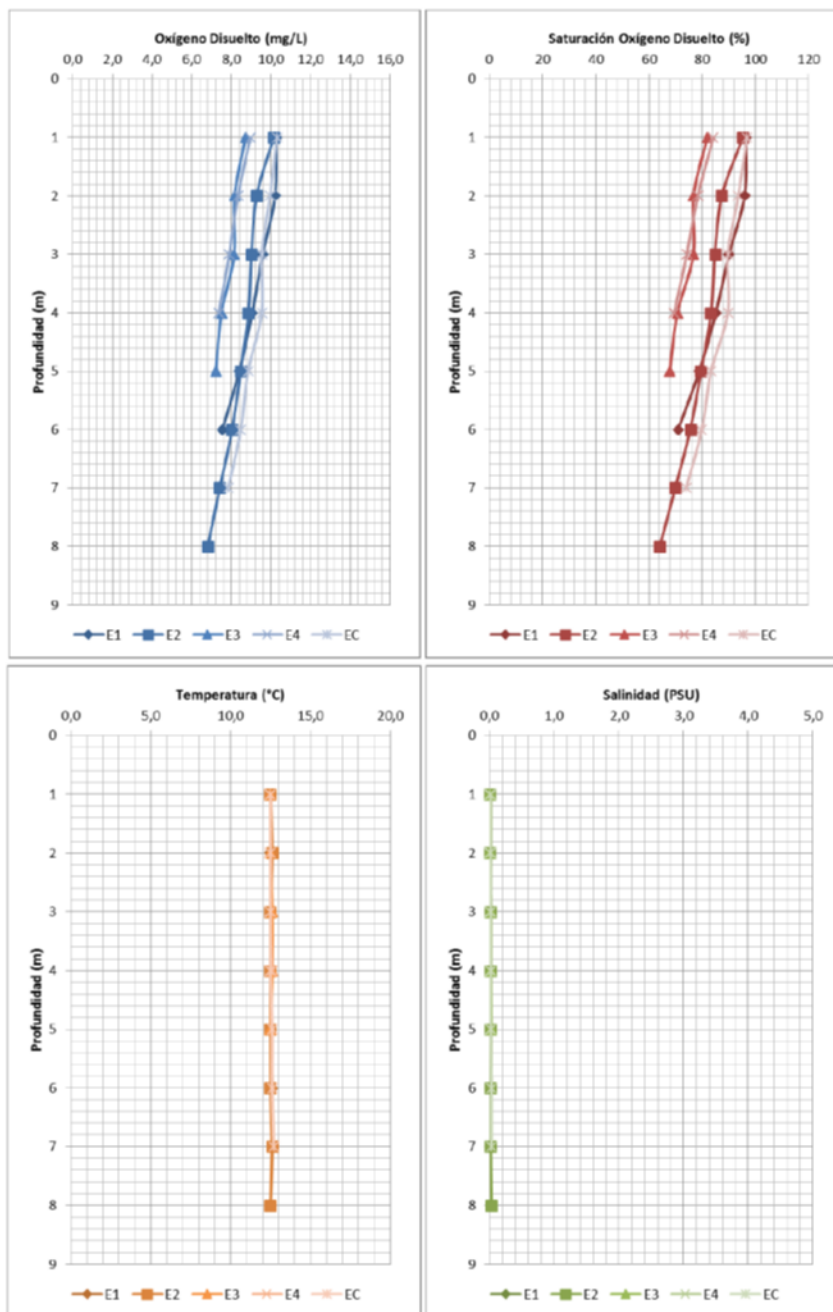 Oxígeno Disuelto (mg/L)
0,0 2,0 4,0 6,0 8,0 10,0 12,0 14,0 16,0
0
1
2
3
4
5
6
7
8
9
Profundidad (m)
E1 E2 E3 E4 EC
Saturación Oxígeno Disuelto (%)
0 20 40 60 80 100 120
0
1
2
3
4
5
6
7
8
9
Profundidad (m)
E1 E2 E3 E4 EC
Temperatura (°C)
0,0 5,0 10,0 15,0 20,0
0
1
2
3
4
5
6
7
8
9
Profundidad (m)
E1 E2 E3 E4 EC
Salinidad (PSU)
0,0 1,0 2,0 3,0 4,0 5,0
0
1
2
3
4
5
6
7
8
9
Profundidad (m)
E1 E2 E3 E4 EC